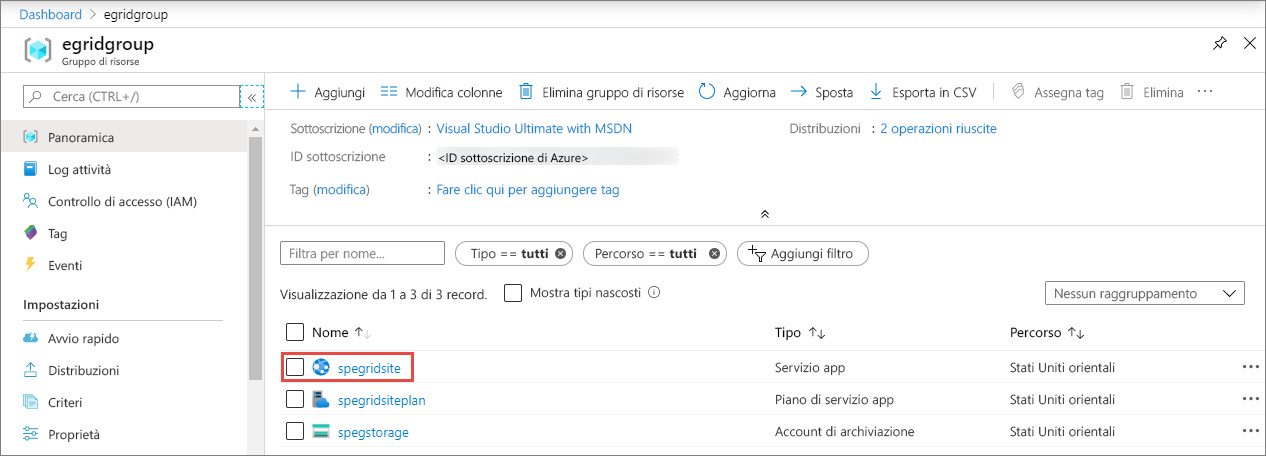 Dashboard > egridgroup
egridgroup
Gruppo di risorse
Cerca (CTRL+/)
«
Panoramica
Log attività
Controllo di accesso (IAM)
Tag
Eventi
Impostazioni
Avvio rapido
Distribuzioni
Criteri
Proprietà
Aggiungi Modifica colonne Elimina gruppo di risorse Aggiorna Sposta Esporta in CSV Assegna tag Elimina ···
Sottoscrizione (modifica) : Visual Studio Ultimate with MSDN Distribuzioni : 2 operazioni riuscite
ID sottoscrizione : <ID sottoscrizione di Azure>
Tag (modifica) : Fare clic qui per aggiungere tag
Filtra per nome... Tipo == tutti Percorso == tutti Aggiungi filtro
Visualizzazione da 1 a 3 di 3 record. Mostra tipi nascosti Nessun raggruppamento
Nome ↑↓ Tipo ↑↓ Percorso ↑↓
spegridsite Servizio app Stati Uniti orientali ···
spegridsiteplan Piano di servizio app Stati Uniti orientali ···
spegstorage Account di archiviazione Stati Uniti orientali ···